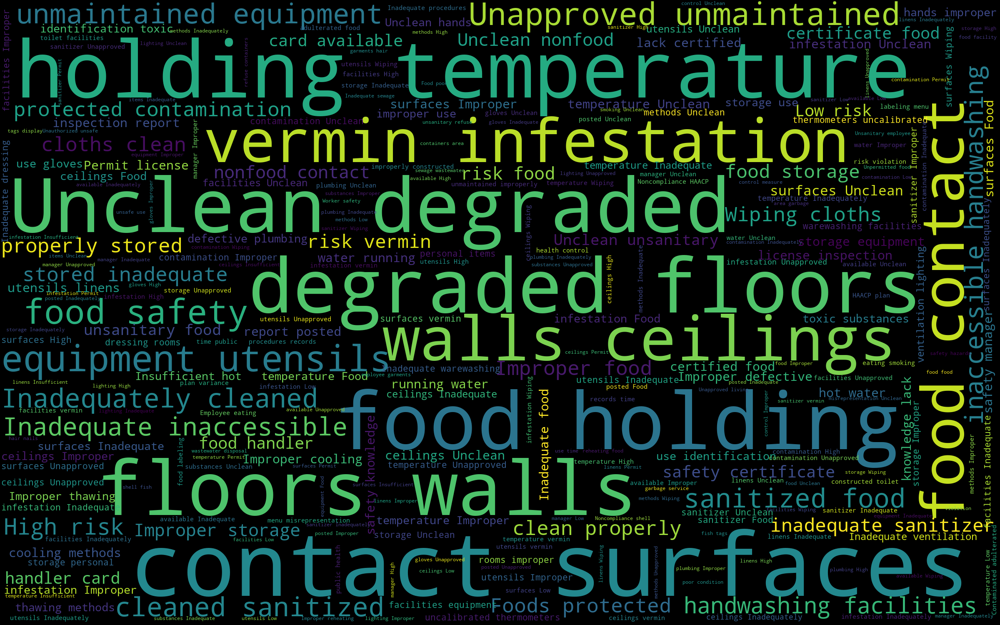 unmaintained equipment
Inadequate procedures
Unapproved unmaintained
control Unclean
hands improper
linens Inadequately
Unclean hands
facilities Improper
identification toxic
methods Inadequately
adulterated food
methods High
sanitizer High
utensils Unclean
certificate food
storage High
food facility
toilet facilities
sanitizer Unapproved
lighting Unclean
card available
Unclean nonfood
lack certified
infestation Unclean
surfaces Wiping
garments hair
refuse containers
sanitizer Permit
holding temperature
utensils Wiping
facilities High
storage Inadequate
Food poor
linens Unapproved
contamination Permit
inaccessible handwashing
Inadequate sewage
items Inadequate
protected contamination
surfaces Improper
temperature Unclean
storage use
sanitizer Low
available Low
surfaces Food
food contact
improper use
gloves Unclean
smoking Unclean
methods Unclean
Low risk
labeling menu
inspection report
contamination Unclean
unsanitary refuse
gloves Inadequate
posted Unclean
thermometers uncalibrated
tags display
Unauthorized unsafe
manager Improper
vermin infestation
Unsanitary employee
sanitizer Improper
contamination Inadequate
Inadequate dressing
cloths clean
containers area
water Improper
equipment Improper
use gloves
Permit license
nonfood contact
improperly constructed
temperature Inadequate
risk violation
Unpermitted food
ceilings Food
sewage wastewater
risk food
lighting Unapproved
manager Unclean
food storage
available Inadequately
gloves Improper
facilities Unclean
plumbing Unclean
available High
unmaintained improperly
temperature Wiping
Noncompliance HAACP
control measure
contamination Low
Unclean degraded
substances Improper
Worker safety
surfaces Unclean
temperature Inadequately
area garbage
surfaces Inadequately
unsafe use
plumbing Inadequate
methods Low
ceilings Wiping
Wiping cloths
sanitizer Wiping
warewashing facilities
infestation Insufficient
properly stored
defective plumbing
risk vermin
Unclean unsanitary
water Unclean
contamination Inadequately
storage equipment
contamination Wiping
items Unclean
manager Inadequate
contamination Improper
water running
personal items
health control
plumbing Inadequately
methods Inadequate
license inspection
ventilation lighting
manager Unapproved
ceilings Insufficient
infestation vermin
utensils High
substances Unapproved
ceilings High
infestation Unapproved
available Unclean
stored inadequate
degraded floors
utensils linens
gloves High
storage Unapproved
infestation Permit
posted Inadequately
infestation High
HAACP plan
food safety
safety manager
utensils Unapproved
surfaces vermin
infestation Food
toxic substances
walls ceilings
storage Inadequately
unsanitary food
report posted
surfaces High
dressing rooms
time public
procedures records
equipment utensils
ceilings Permit
safety hazards
Inadequate warewashing
Improper food
certified food
food Improper
eating smoking
Insufficient hot
temperature Food
employee garments
food food
linens Insufficient
lighting High
plan variance
infestation Low
running water
infestation Wiping
utensils Inadequate
Improper defective
posted Inadequate
facilities Unapproved
knowledge lack
Inadequately cleaned
ceilings Inadequate
Inadequate food
posted Food
Unapproved living
hot water
records time
control Improper
sanitizer vermin
misrepresentation Unclean
storage Improper
food holding
facilities vermin
lighting Inadequate
Employee eating
available Unapproved
Inadequate inaccessible
safety knowledge
facilities Inadequate
hair nails
food handler
food labeling
methods Improper
surfaces Inadequate
wastewater disposal
temperature Permit
ceilings Improper
Improper cooling
ceilings Unclean
use time
reheating food
use identification
contamination High
contamination Unapproved
surfaces Unapproved
substances Unclean
surfaces Permit
temperature Unapproved
temperature High
linens Permit
safety certificate
storage Wiping
floors walls
ceilings Unapproved
shell fish
equipment Food
surfaces Insufficient
available Improper
linens Unclean
food Unclean
constructed toilet
garbage service
Improper thawing
linens Improper
methods Wiping
sanitized food
infestation Inadequate
sanitizer Unclean
facilities Wiping
sanitizer Inadequate
violation
High risk
available Inadequate
menu misrepresentation
temperature Improper
manager Low
Noncompliance shell
sanitizer Food
equipment Inadequate
Improper storage
sanitizer Inadequately
posted Improper
storage Unclean
clean properly
fish tags
inadequate sanitizer
facilities Inadequately
facilities Low
temperature vermin
linens Inadequate
Inadequate ventilation
Contaminated adulterated
contact surfaces
cooling methods
public health
utensils vermin
linens Wiping
methods Unapproved
temperature Low
storage personal
gloves Unapproved
rooms improper
linens High
manager High
posted Unapproved
plumbing Improper
plumbing High
ceilings Low
handler card
utensils Improper
poor condition
available Wiping
infestation Improper
surfaces Low
temperature Insufficient
thawing methods
cleaned sanitized
facilities equipment
Foods protected
handwashing facilities
utensils Inadequately
substances Inadequate
utensils Low
Improper reheating
lighting Improper
uncalibrated thermometers
ceilings vermin
ceilings Inadequately
infestation Inadequately
manager Inadequately